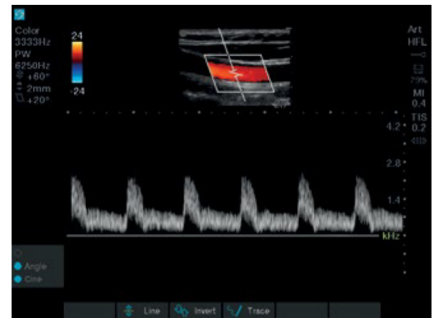 Color
3333Hz
PW
6250Hz
+60°
2mm
+20°
24
-24
Art
HFL
79%
MI
0.4
TIS
0.2
4.2
2.8
1.4
kHz
Angle
Cine
Line
Invert
Trace